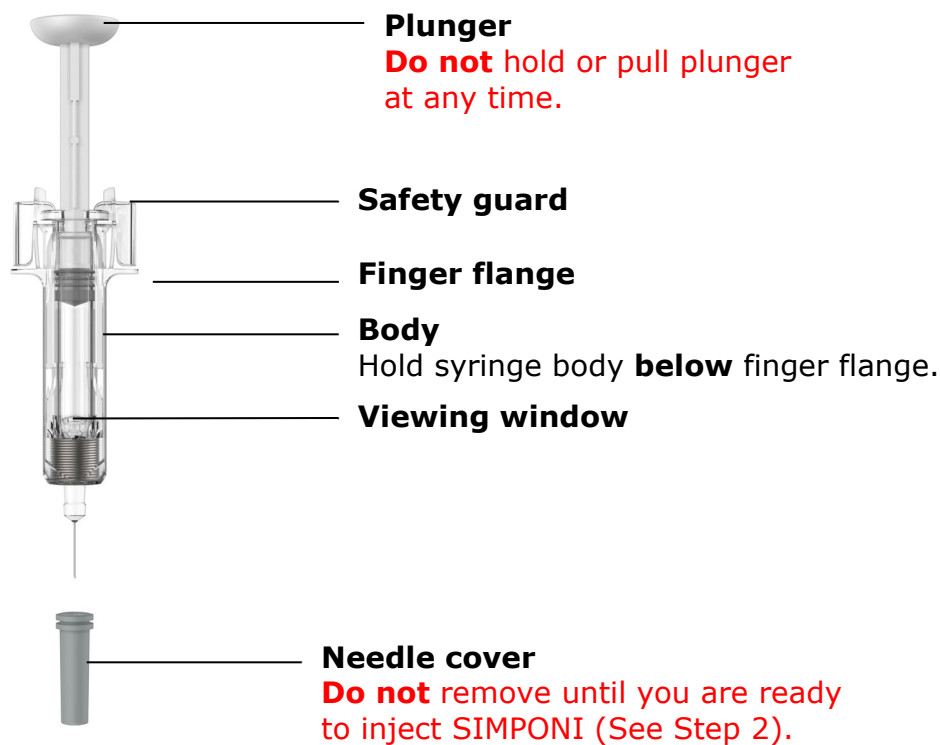 Plunger
Do not hold or pull plunger
at any time.
Safety guard
Finger flange
Body
Hold syringe body below finger flange.
Viewing window
Needle cover
Do not remove until you are ready
to inject SIMPONI (See Step 2).